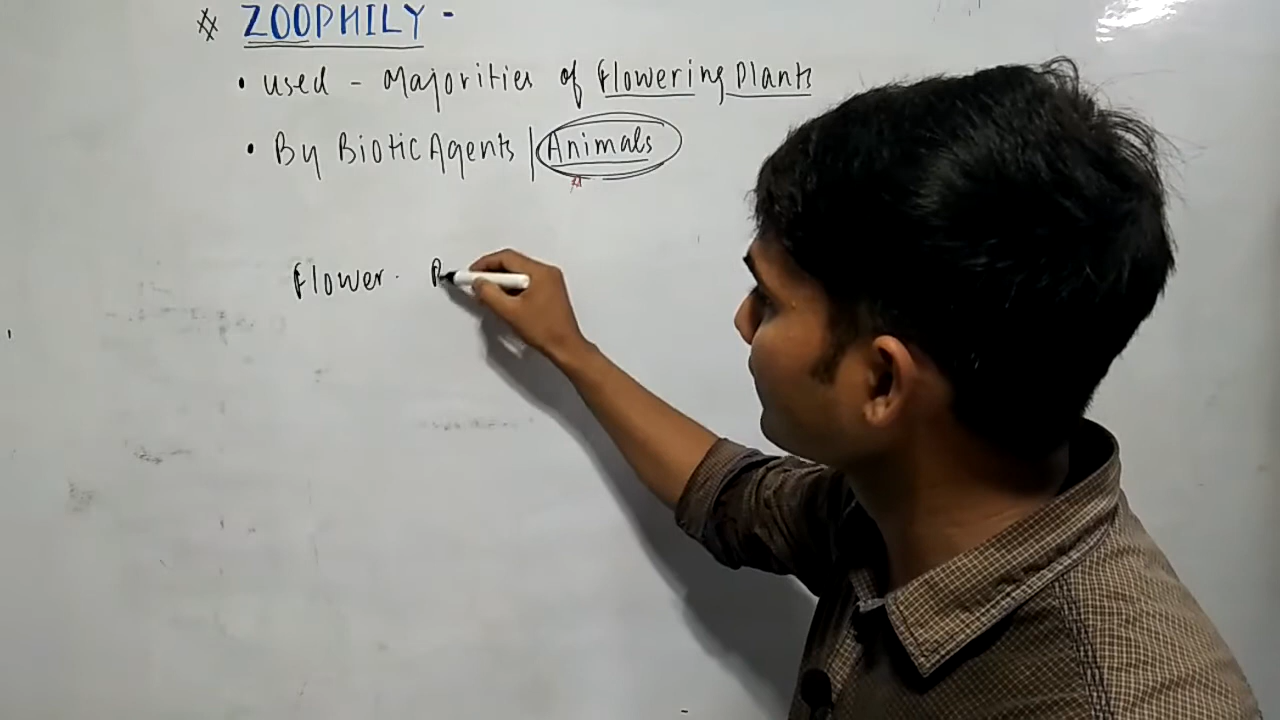 # ZOOPHILY -
• used - Majorities of Flowering Plants
• By Biotic Agents | Animals
Flower.